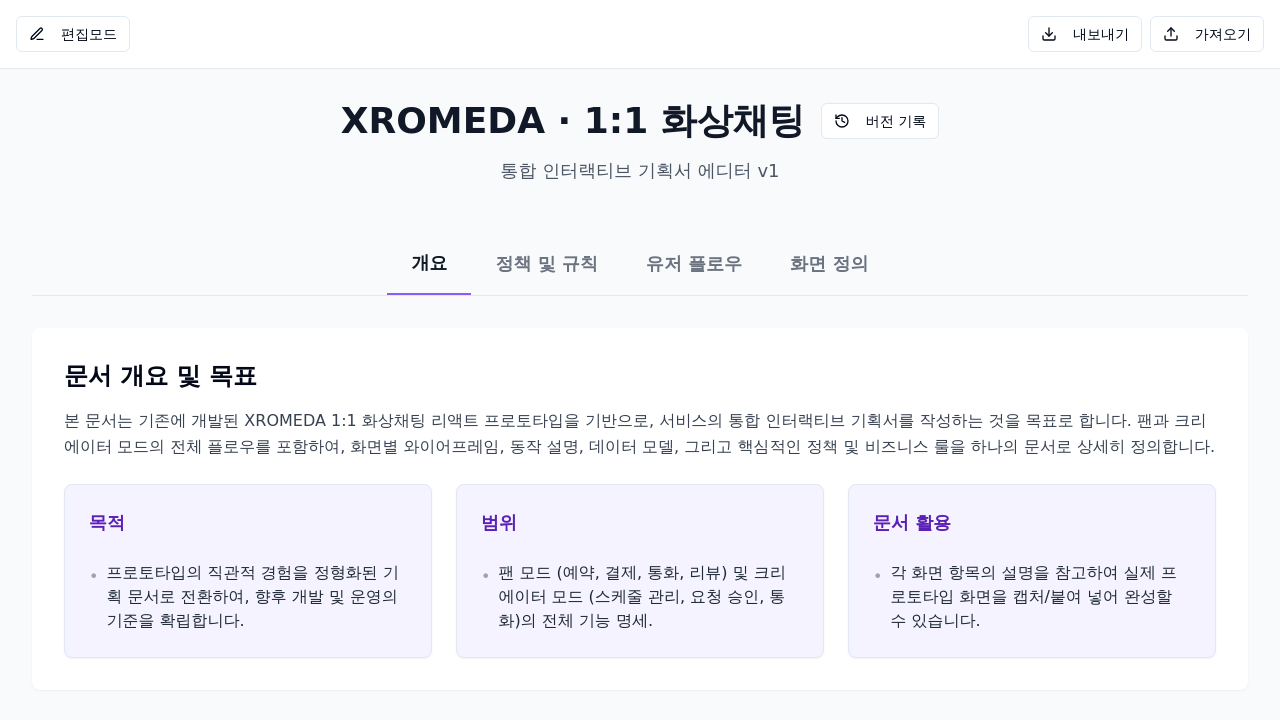 편집모드
내보내기
가져오기
XROMEDA · 1:1 화상채팅
버전 기록
통합 인터랙티브 기획서 에디터 v1
개요
정책 및 규칙
유저 플로우
화면 정의
문서 개요 및 목표
본 문서는 기존에 개발된 XROMEDA 1:1 화상채팅 리액트 프로토타입을 기반으로, 서비스의 통합 인터랙티브 기획서를 작성하는 것을 목표로 합니다. 팬과 크리
에이터 모드의 전체 플로우를 포함하여, 화면별 와이어프레임, 동작 설명, 데이터 모델, 그리고 핵심적인 정책 및 비즈니스 룰을 하나의 문서로 상세히 정의합니다.
목적
• 프로토타입의 직관적 경험을 정형화된 기
획 문서로 전환하여, 향후 개발 및 운영의
기준을 확립합니다.
범위
• 팬 모드 (예약, 결제, 통화, 리뷰) 및 크리
에이터 모드 (스케줄 관리, 요청 승인, 통
화)의 전체 기능 명세.
문서 활용
• 각 화면 항목의 설명을 참고하여 실제 프
로토타입 화면을 캡처/붙여 넣어 완성할
수 있습니다.